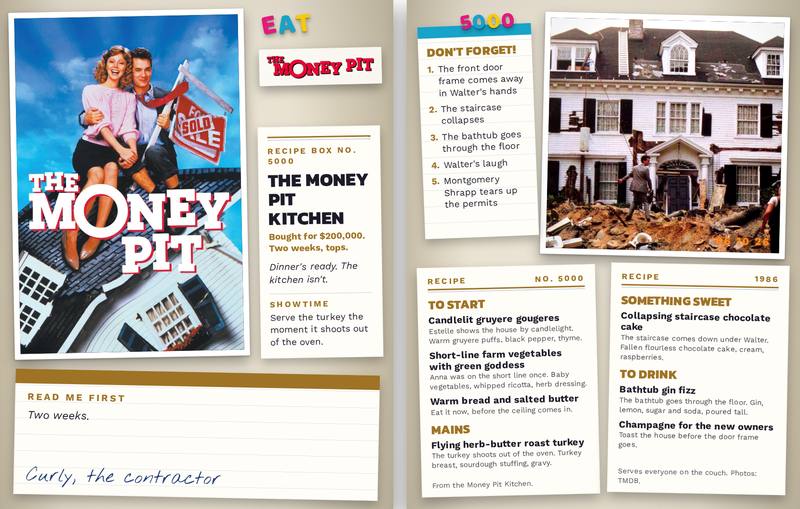 FOR
SOLD
SALE
THE
MONEY
PIT
EAT
THE MONEY PIT
RECIPE BOX NO.
5000
THE MONEY
PIT
KITCHEN
Bought for $200,000.
Two weeks, tops.
Dinner's ready. The
kitchen isn't.
SHOWTIME
Serve the turkey the
moment it shoots out
of the oven.
READ ME FIRST
Two weeks.
Curly, the contractor
5000
DON'T FORGET!
1. The front door
frame comes away
in Walter's hands
2. The staircase
collapses
3. The bathtub goes
through the floor
4. Walter's laugh
5. Montgomery
Shrapp tears up
the permits
RECIPE NO. 5000
TO START
Candlelit gruyere gougeres
Estelle shows the house by candlelight.
Warm gruyere puffs, black pepper, thyme.
Short-line farm vegetables
with green goddess
Anna was on the short line once. Baby
vegetables, whipped ricotta, herb dressing.
Warm bread and salted butter
Eat it now, before the ceiling comes in.
MAINS
Flying herb-butter roast turkey
The turkey shoots out of the oven. Turkey
breast, sourdough stuffing, gravy.
From the Money Pit Kitchen.
RECIPE 1986
SOMETHING SWEET
Collapsing staircase chocolate
cake
The staircase comes down under Walter.
Fallen flourless chocolate cake, cream,
raspberries.
TO DRINK
Bathtub gin fizz
The bathtub goes through the floor. Gin,
lemon, sugar and soda, poured tall.
Champagne for the new owners
Toast the house before the door frame
goes.
Serves everyone on the couch. Photos:
TMDB.